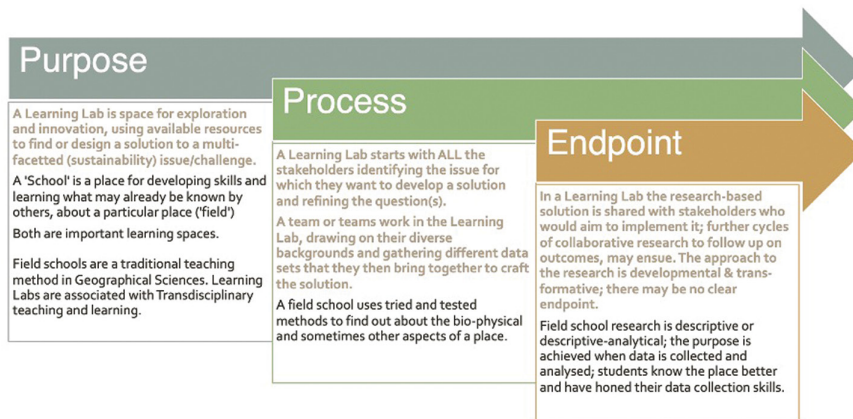 Purpose
A Learning Lab is space for exploration
and innovation, using available resources
to find or design a solution to a multi-
facetted (sustainability) issue/challenge.
A 'School' is a place for developing skills and
learning what may already be known by
others, about a particular place ('field')
Both are important learning spaces.
Field schools are a traditional teaching
method in Geographical Sciences. Learning
Labs are associated with Transdisciplinary
teaching and learning.
Process
A Learning Lab starts with ALL the
stakeholders identifying the issue for
which they want to develop a solution
and refining the question(s).
A team or teams work in the Learning
Lab, drawing on their diverse
backgrounds and gathering different data
sets that they then bring together to craft
the solution.
A field school uses tried and tested
methods to find out about the bio-physical
and sometimes other aspects of a place.
Endpoint
In a Learning Lab the research-based
solution is shared with stakeholders who
would aim to implement it; further cycles
of collaborative research to follow up on
outcomes, may ensue. The approach to
the research is developmental & trans-
formative; there may be no clear
endpoint.
Field school research is descriptive or
descriptive-analytical; the purpose is
achieved when data is collected and
analysed; students know the place better
and have honed their data collection skills.